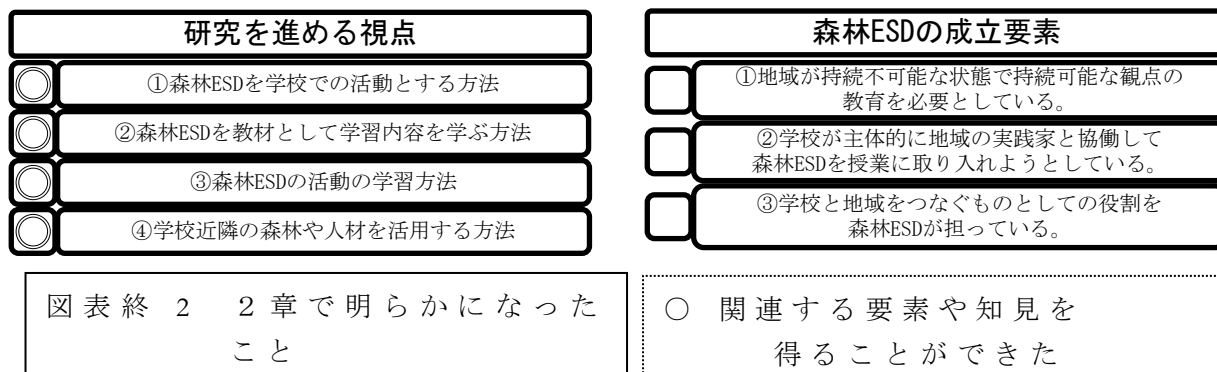 研究を進める視点
◎ ①森林ESDを学校での活動とする方法
◎ ②森林ESDを教材として学習内容を学ぶ方法
◎ ③森林ESDの活動の学習方法
◎ ④学校近隣の森林や人材を活用する方法
森林ESDの成立要素
①地域が持続不可能な状態で持続可能な観点の
教育を必要としている。
②学校が主体的に地域の実践家と協働して
森林ESDを授業に取り入れようとしている。
③学校と地域をつなぐものとしての役割を
森林ESDが担っている。
図表終 2 2章で明らかになった
こと
○ 関連する要素や知見を
得ることができた